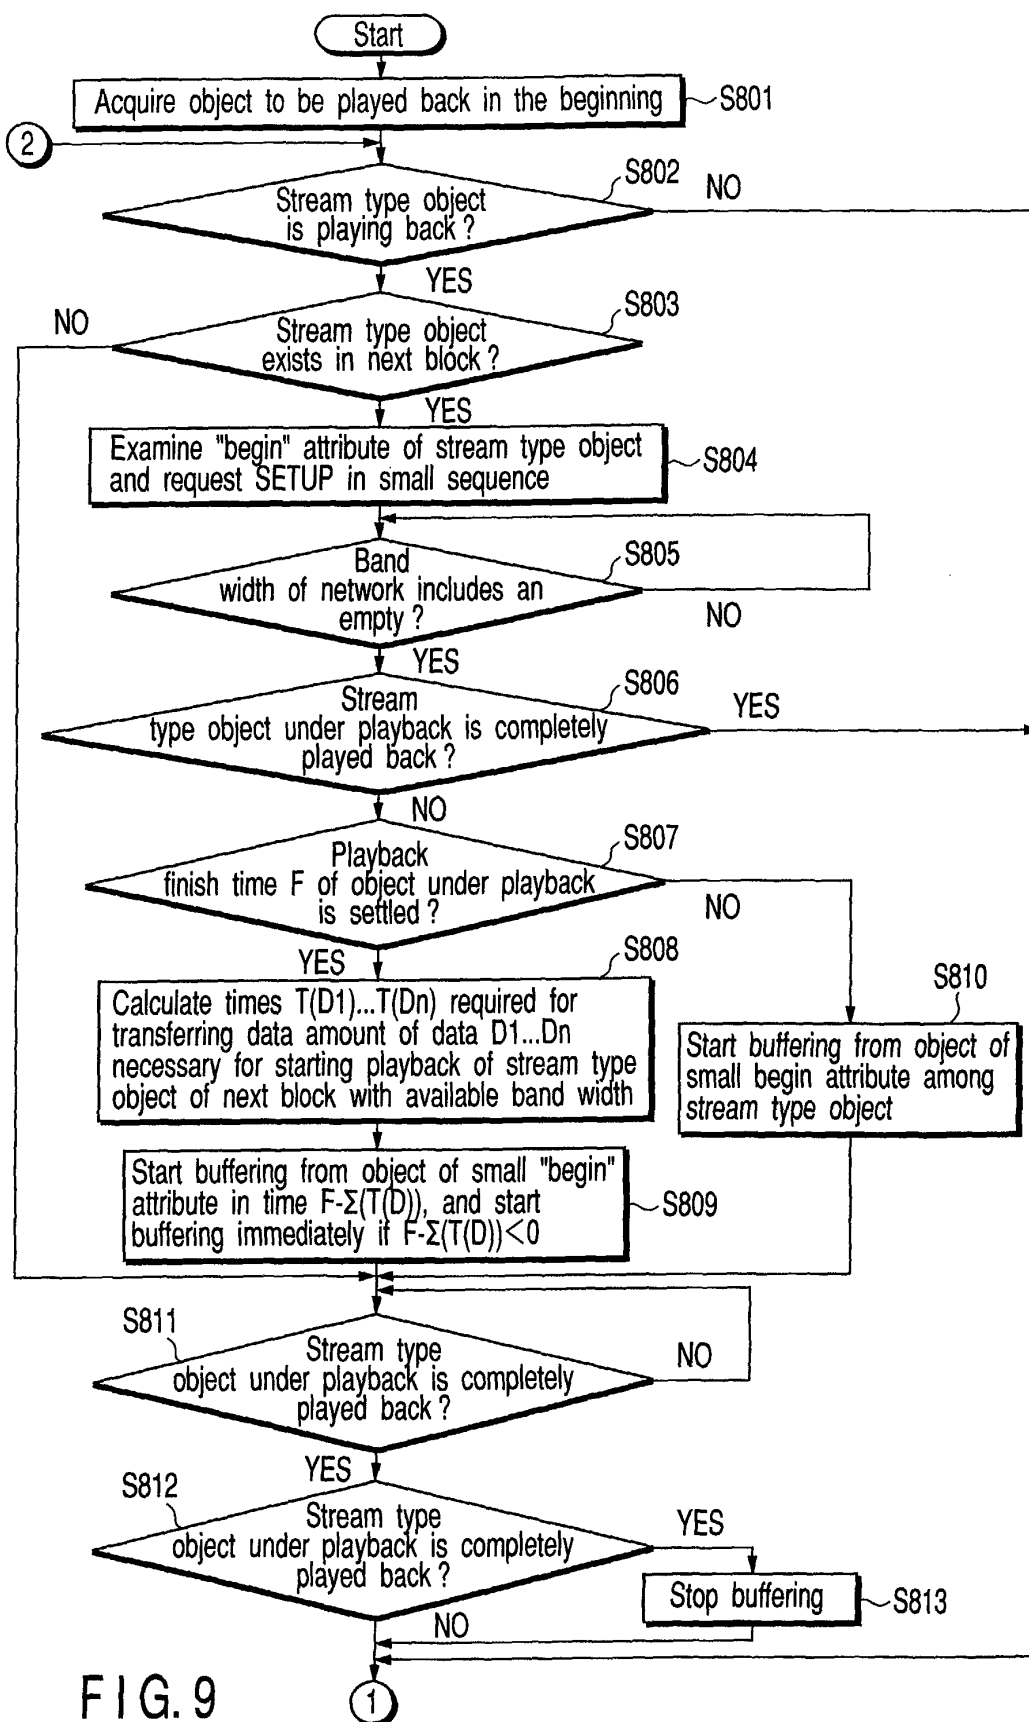 Start
Acquire object to be played back in the beginning
S801
2
S802
NO
Stream type object
is playing back ?
YES
S803
NO
Stream type object
exists in next block ?
YES
Examine "begin" attribute of stream type object
and request SETUP in small sequence
S804
S805
Band
width of network includes an
empty ?
NO
YES
S806
Stream
type object under playback is completely
played back ?
YES
NO
S807
Playback
finish time F of object under playback
is settled ?
NO
YES
S808
Calculate times T(D1)...T(Dn) required for
transferring data amount of data D1...Dn
necessary for starting playback of stream type
object of next block with available band width
S810
Start buffering from object of
small begin attribute among
stream type object
Start buffering from object of small "begin"
attribute in time F-Σ(T(D)), and start
buffering immediately if F-Σ(T(D))<0
S809
S811
Stream type
object under playback is completely
played back ?
NO
YES
S812
Stream type
object under playback is completely
played back ?
YES
Stop buffering
S813
NO
1
FIG. 9